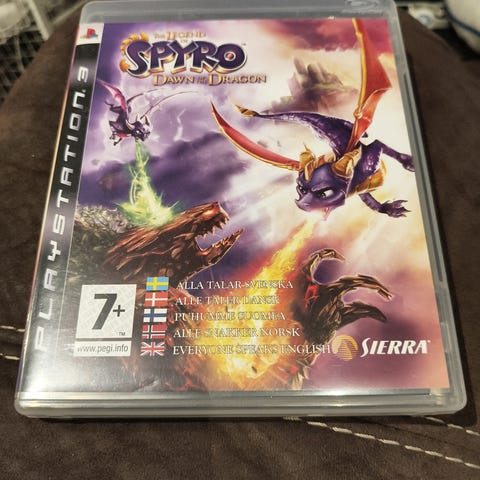 THE LEGEND OF
SPYRO
DAWN OF THE DRAGON
PLAYSTATION 3
7+
www.pegi.info
ALLA TALAR SVENSKA
ALLE TALER DANSK
PUHUMME SUOMEA
ALLE SNAKKER NORSK
EVERYONE SPEAKS ENGLISH
SIERRA